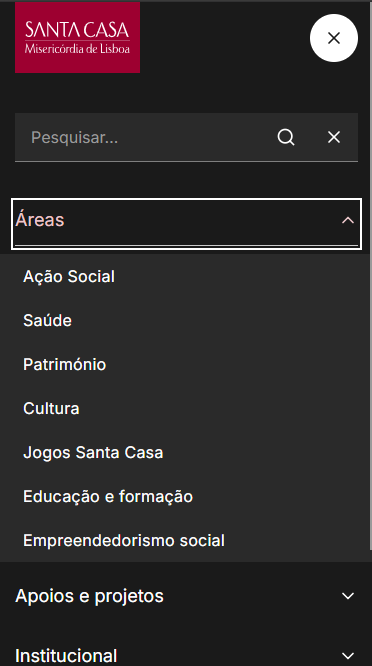 SANTA CASA
Misericórdia de Lisboa
Pesquisar...
Áreas
Ação Social
Saúde
Património
Cultura
Jogos Santa Casa
Educação e formação
Empreendedorismo social
Apoios e projetos
Institucional